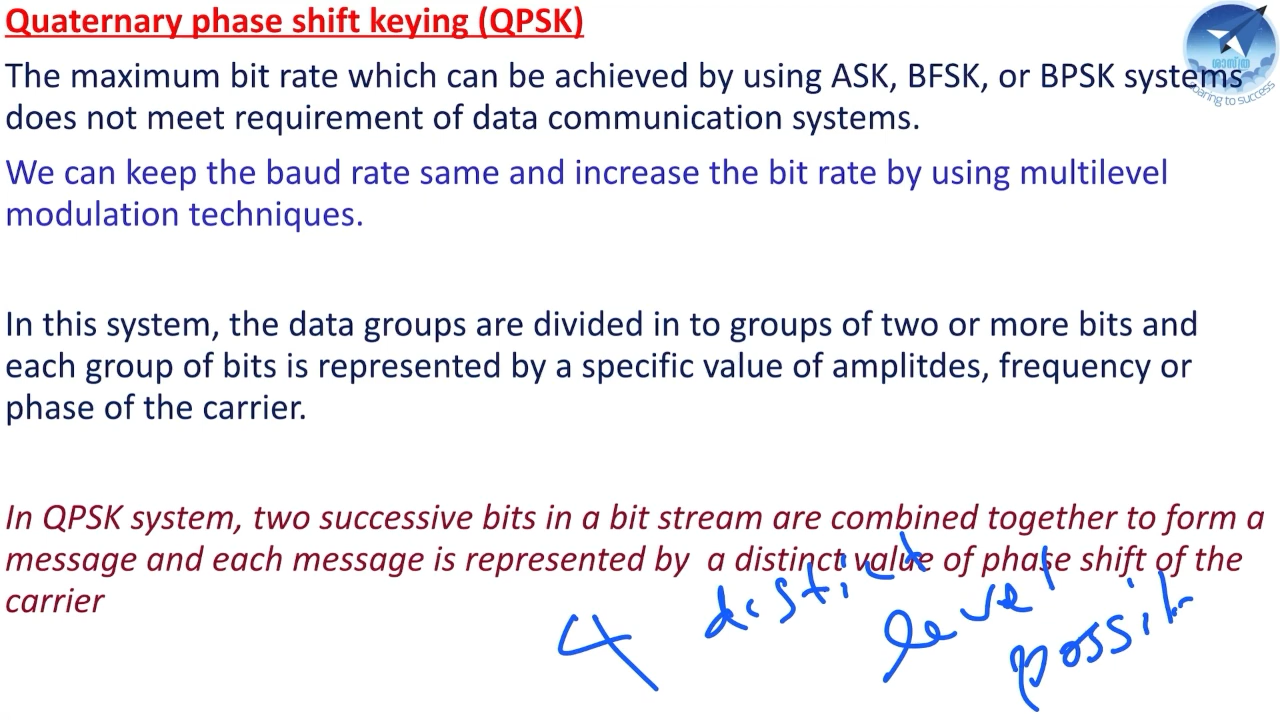 Quaternary phase shift keying (QPSK)
The maximum bit rate which can be achieved by using ASK, BFSK, or BPSK systems
does not meet requirement of data communication systems.
We can keep the baud rate same and increase the bit rate by using multilevel
modulation techniques.
In this system, the data groups are divided in to groups of two or more bits and
each group of bits is represented by a specific value of amplitdes, frequency or
phase of the carrier.
In QPSK system, two successive bits in a bit stream are combined together to form a
message and each message is represented by a distinct value of phase shift of the
carrier
4 distict level possib
ശാസ്ത്ര
Soaring to success